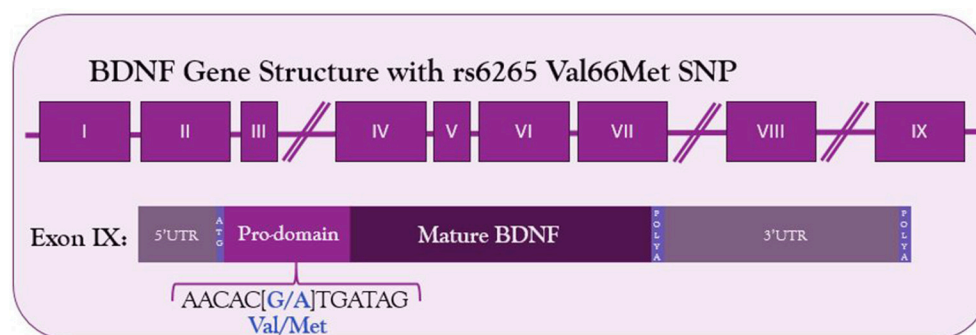 BDNF Gene Structure with rs6265 Val66Met SNP
I II III IV V VI VII VIII IX
Exon IX: 5'UTR ATG Pro-domain Mature BDNF POLYA 3'UTR POLYA
AACAC[G/A]TGATAG
Val/Met